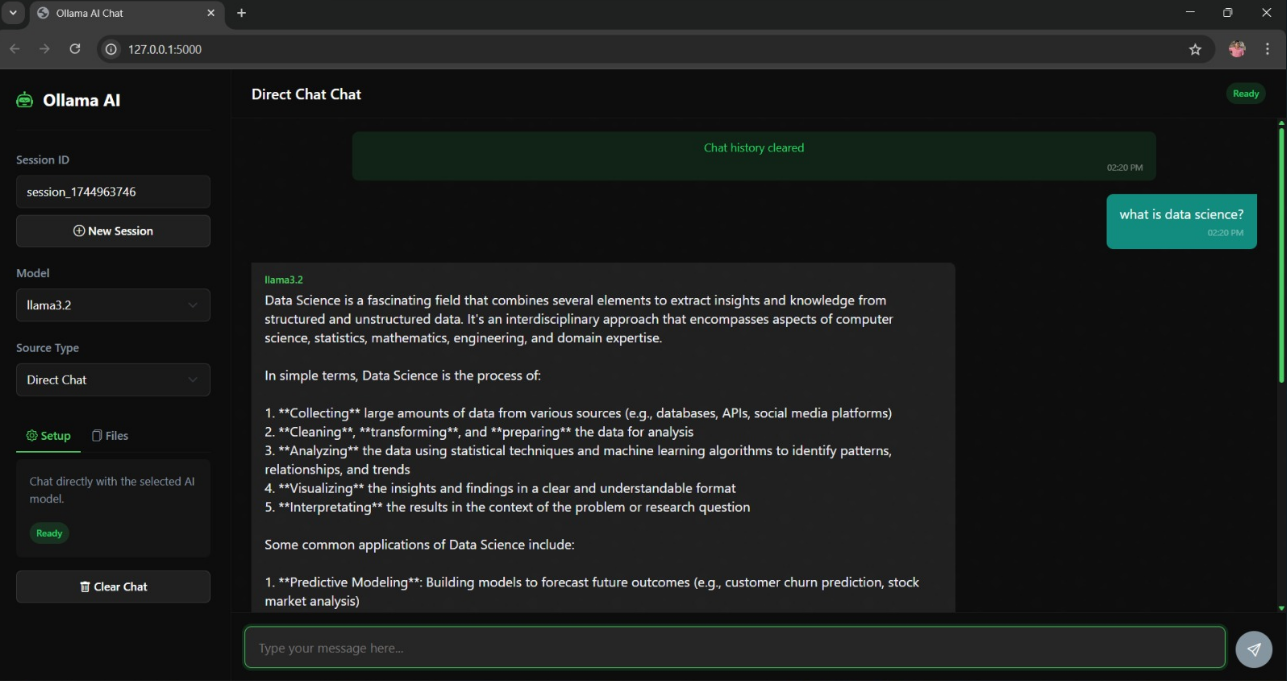 Ollama AI Chat
127.0.0.1:5000
Ollama AI
Session ID
session_1744963746
New Session
Model
llama3.2
Source Type
Direct Chat
Setup
Files
Chat directly with the selected AI
model.
Ready
Clear Chat
Direct Chat Chat
Ready
Chat history cleared
02:20 PM
what is data science?
02:20 PM
llama3.2
Data Science is a fascinating field that combines several elements to extract insights and knowledge from
structured and unstructured data. It's an interdisciplinary approach that encompasses aspects of computer
science, statistics, mathematics, engineering, and domain expertise.
In simple terms, Data Science is the process of:
1. **Collecting** large amounts of data from various sources (e.g., databases, APIs, social media platforms)
2. **Cleaning**, **transforming**, and **preparing** the data for analysis
3. **Analyzing** the data using statistical techniques and machine learning algorithms to identify patterns,
relationships, and trends
4. **Visualizing** the insights and findings in a clear and understandable format
5. **Interpretating** the results in the context of the problem or research question
Some common applications of Data Science include:
1. **Predictive Modeling**: Building models to forecast future outcomes (e.g., customer churn prediction, stock
market analysis)
Type your message here...